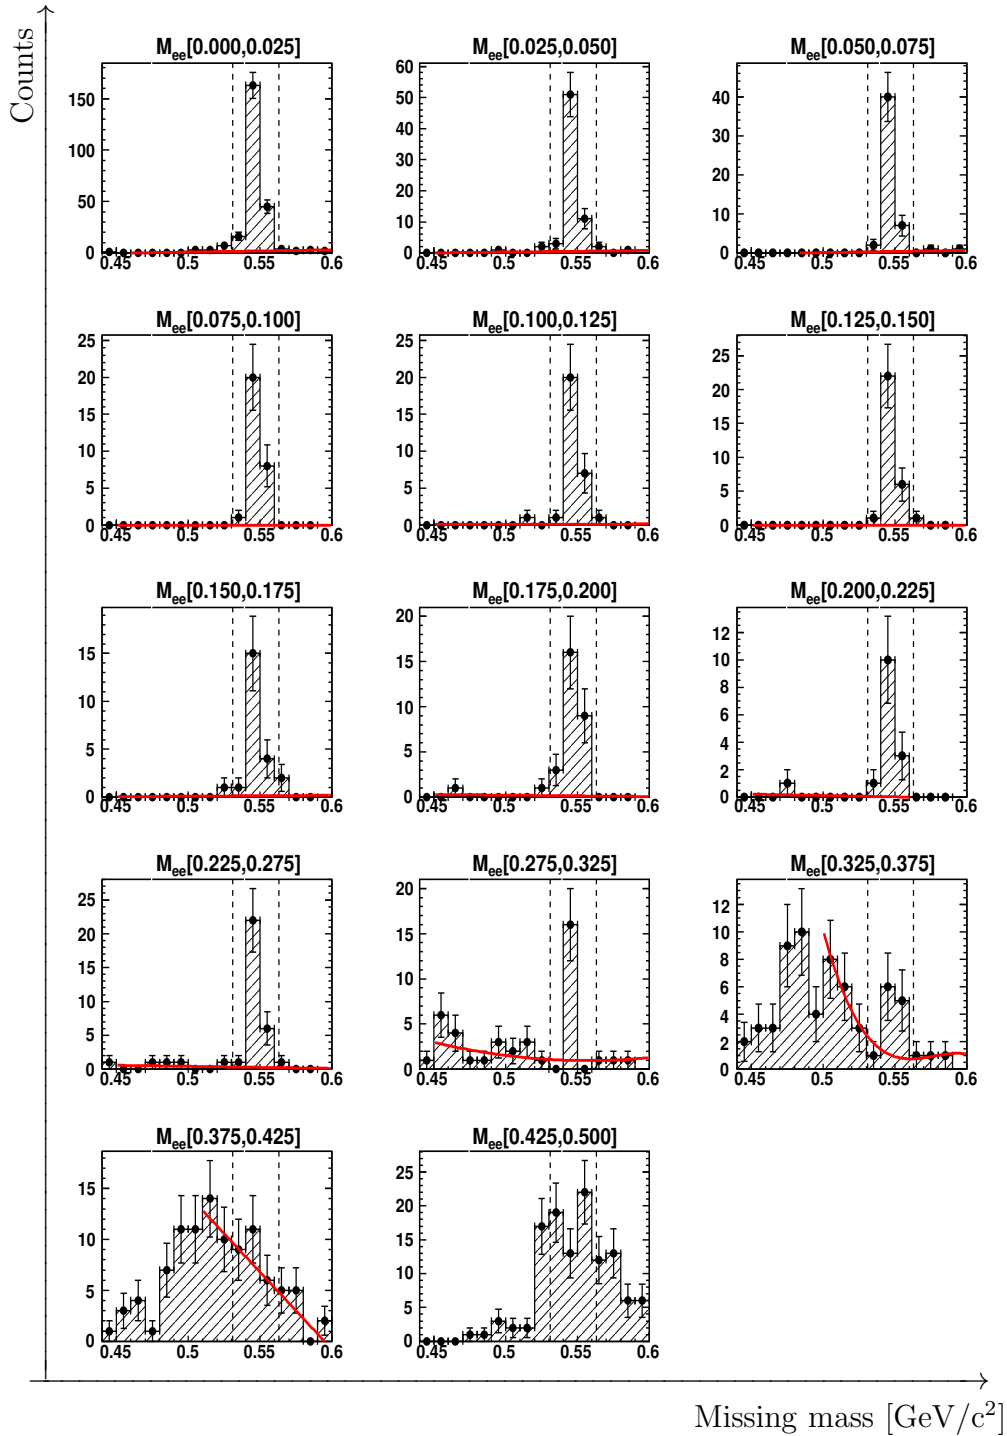 Counts
M_ee[0.000,0.025]
150
100
50
0
0.45 0.5 0.55 0.6
M_ee[0.025,0.050]
60
50
40
30
20
10
0
0.45 0.5 0.55 0.6
M_ee[0.050,0.075]
40
30
20
10
0
0.45 0.5 0.55 0.6
M_ee[0.075,0.100]
25
20
15
10
5
0
0.45 0.5 0.55 0.6
M_ee[0.100,0.125]
25
20
15
10
5
0
0.45 0.5 0.55 0.6
M_ee[0.125,0.150]
25
20
15
10
5
0
0.45 0.5 0.55 0.6
M_ee[0.150,0.175]
15
10
5
0
0.45 0.5 0.55 0.6
M_ee[0.175,0.200]
20
15
10
5
0
0.45 0.5 0.55 0.6
M_ee[0.200,0.225]
12
10
8
6
4
2
0
0.45 0.5 0.55 0.6
M_ee[0.225,0.275]
25
20
15
10
5
0
0.45 0.5 0.55 0.6
M_ee[0.275,0.325]
20
15
10
5
0
0.45 0.5 0.55 0.6
M_ee[0.325,0.375]
12
10
8
6
4
2
0
0.45 0.5 0.55 0.6
M_ee[0.375,0.425]
15
10
5
0
0.45 0.5 0.55 0.6
M_ee[0.425,0.500]
25
20
15
10
5
0
0.45 0.5 0.55 0.6
Missing mass [GeV/c²]